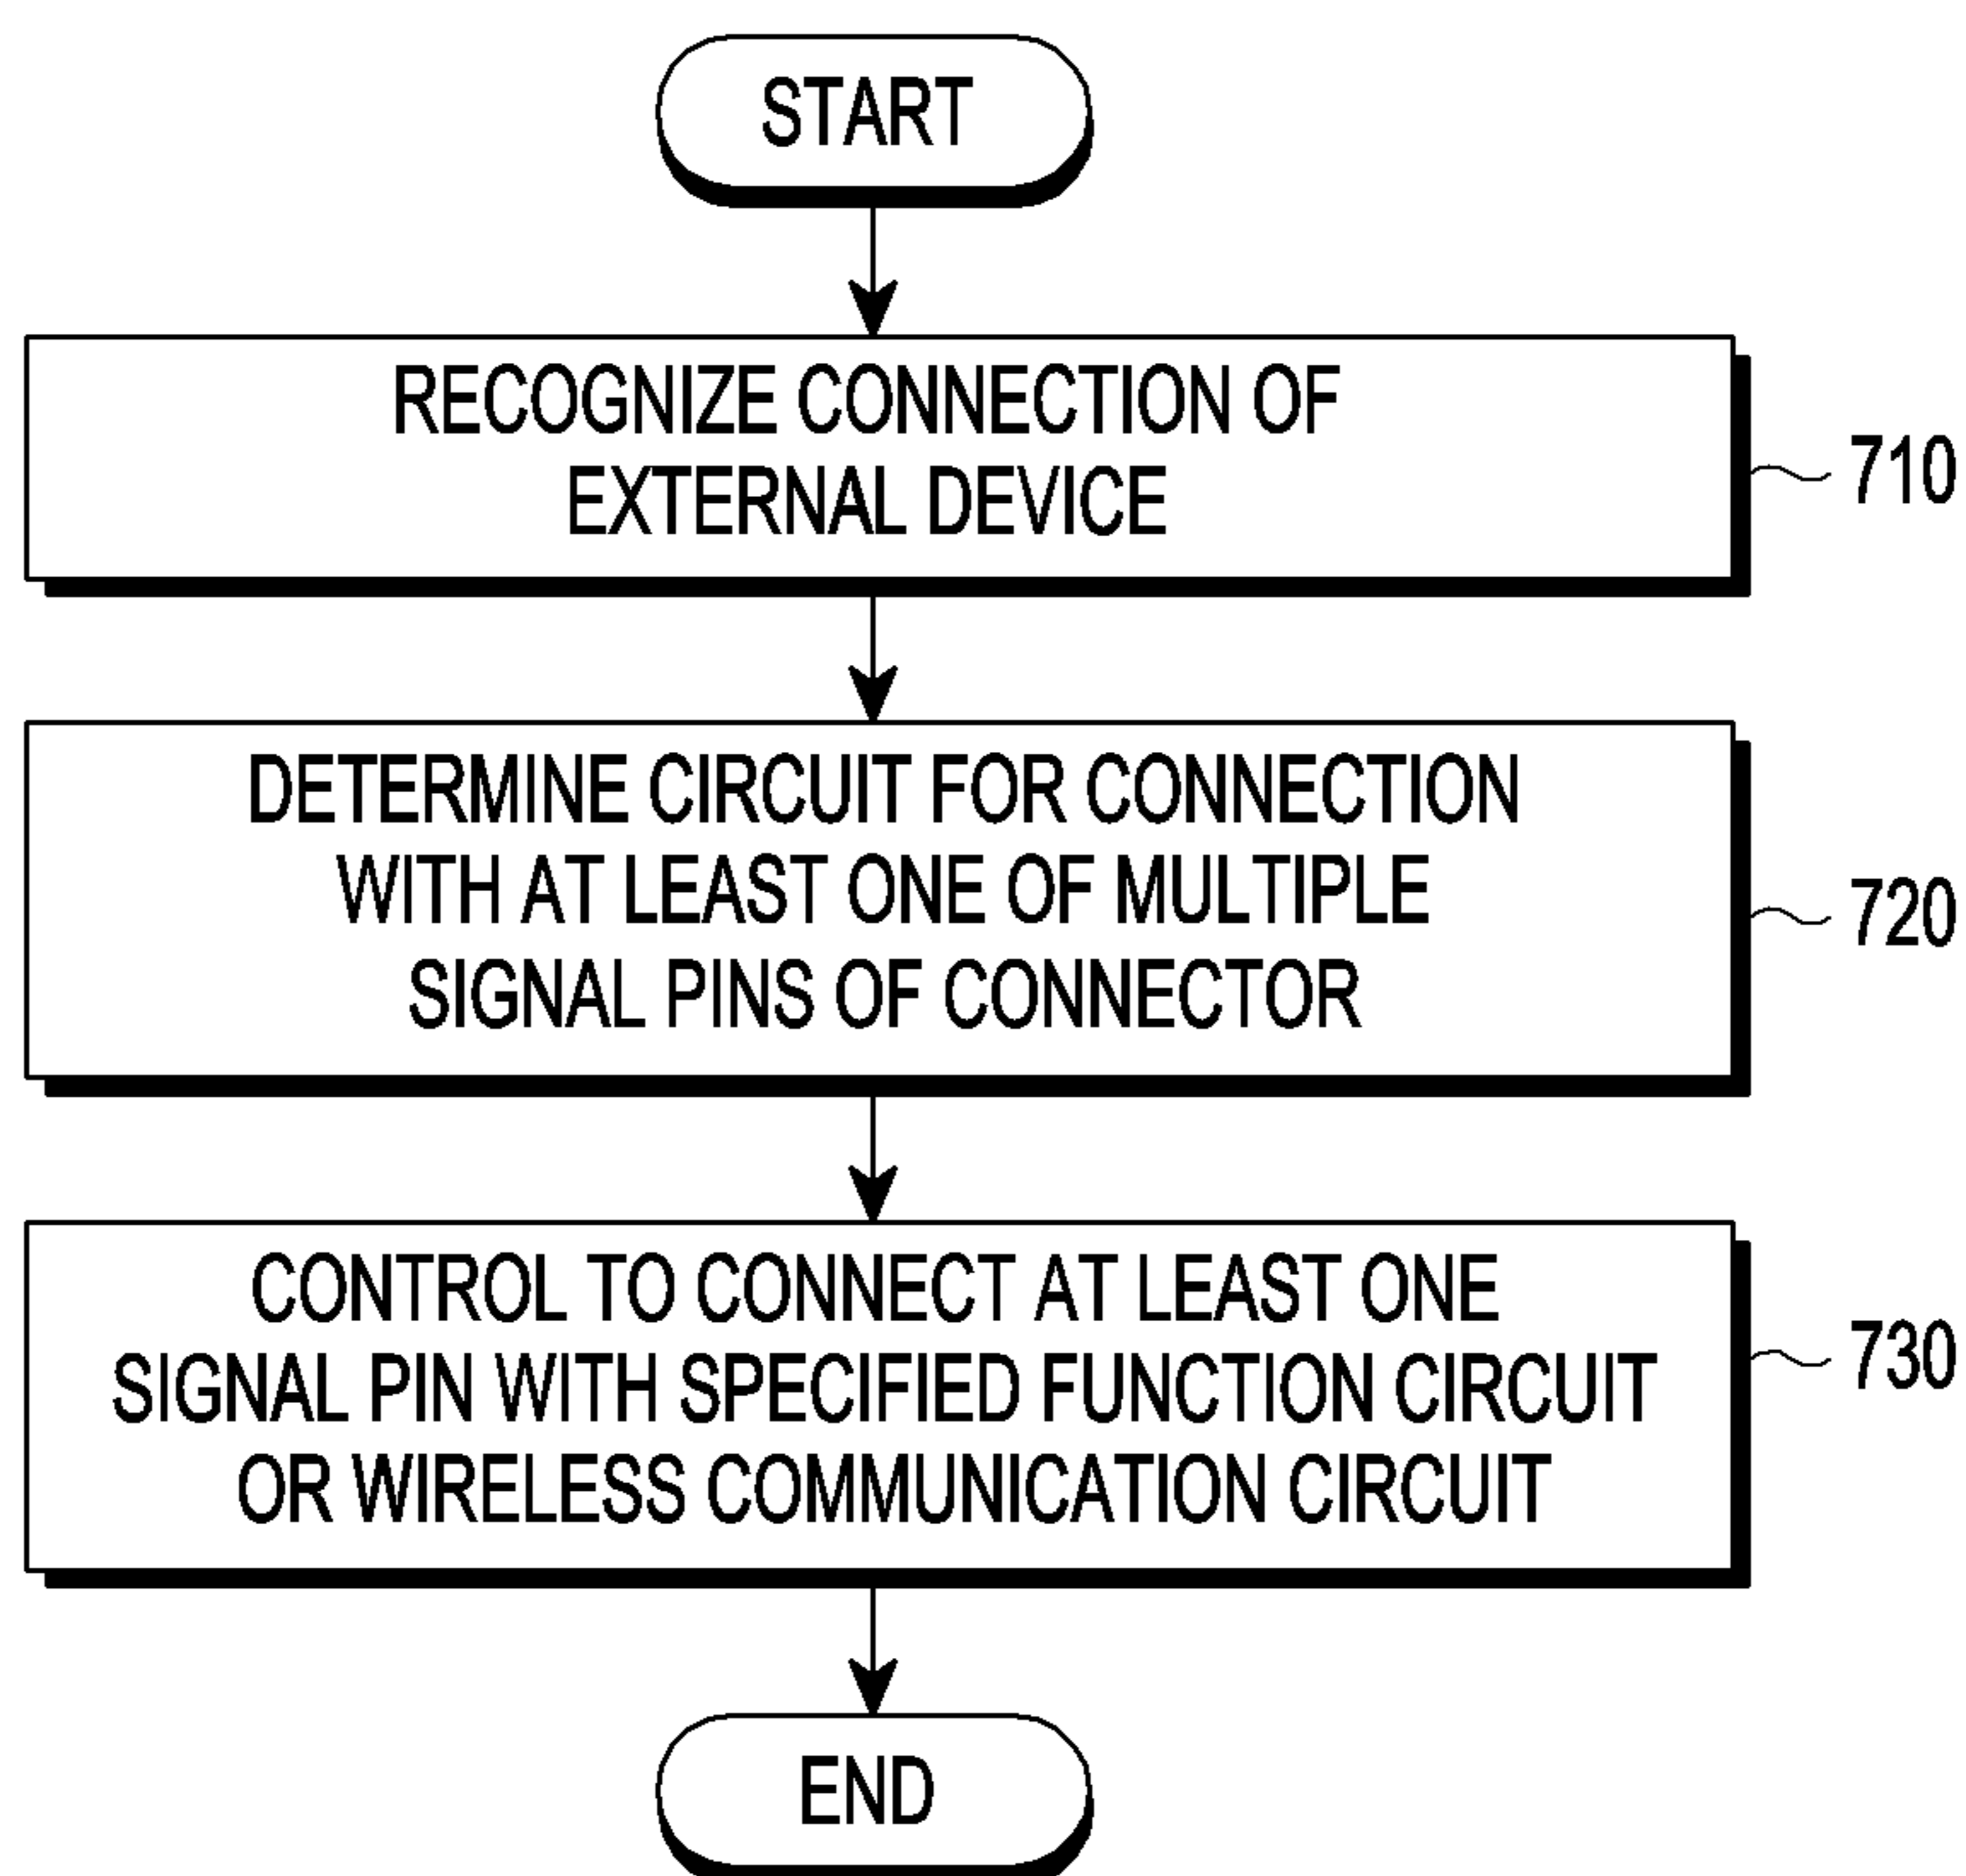 START
RECOGNIZE CONNECTION OF
EXTERNAL DEVICE
710
DETERMINE CIRCUIT FOR CONNECTION
WITH AT LEAST ONE OF MULTIPLE
SIGNAL PINS OF CONNECTOR
720
CONTROL TO CONNECT AT LEAST ONE
SIGNAL PIN WITH SPECIFIED FUNCTION CIRCUIT
OR WIRELESS COMMUNICATION CIRCUIT
730
END